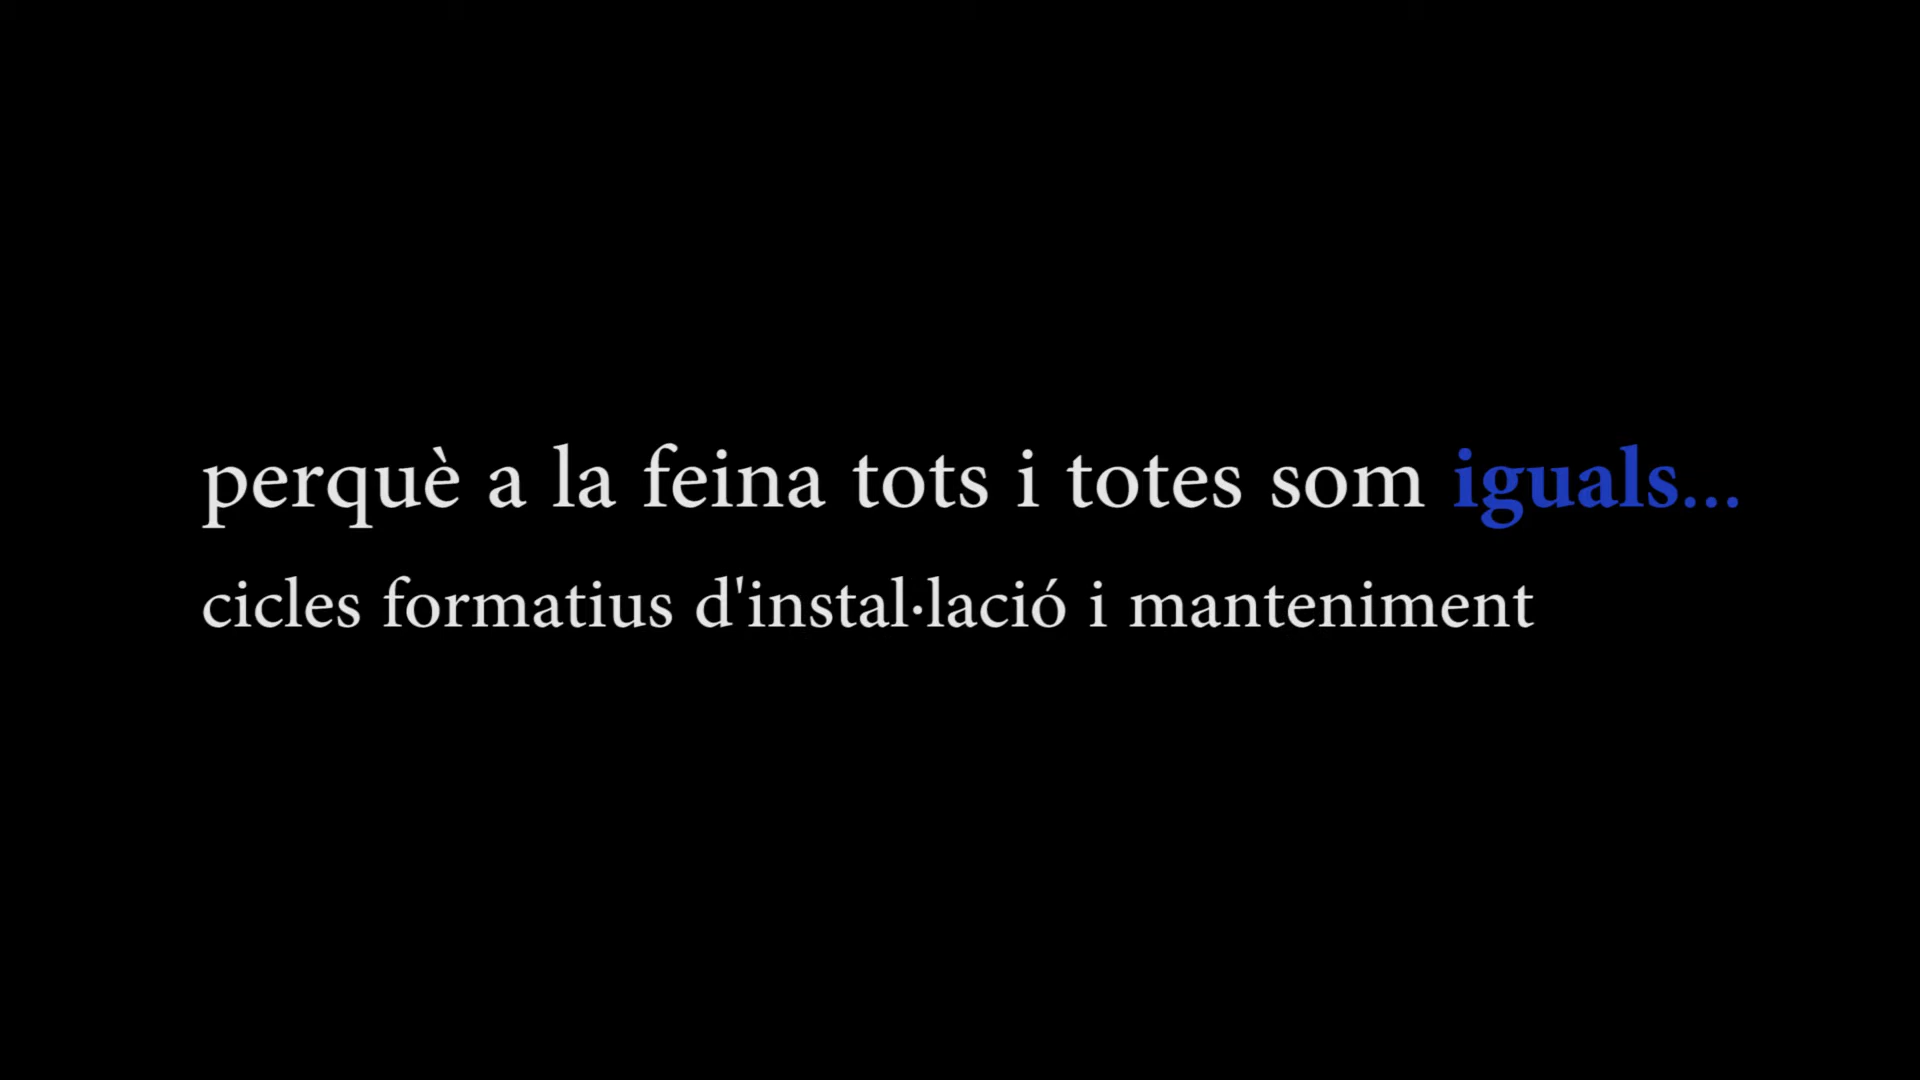 perquè a la feina tots i totes som iguals...
cicles formatius d'instal·lació i manteniment